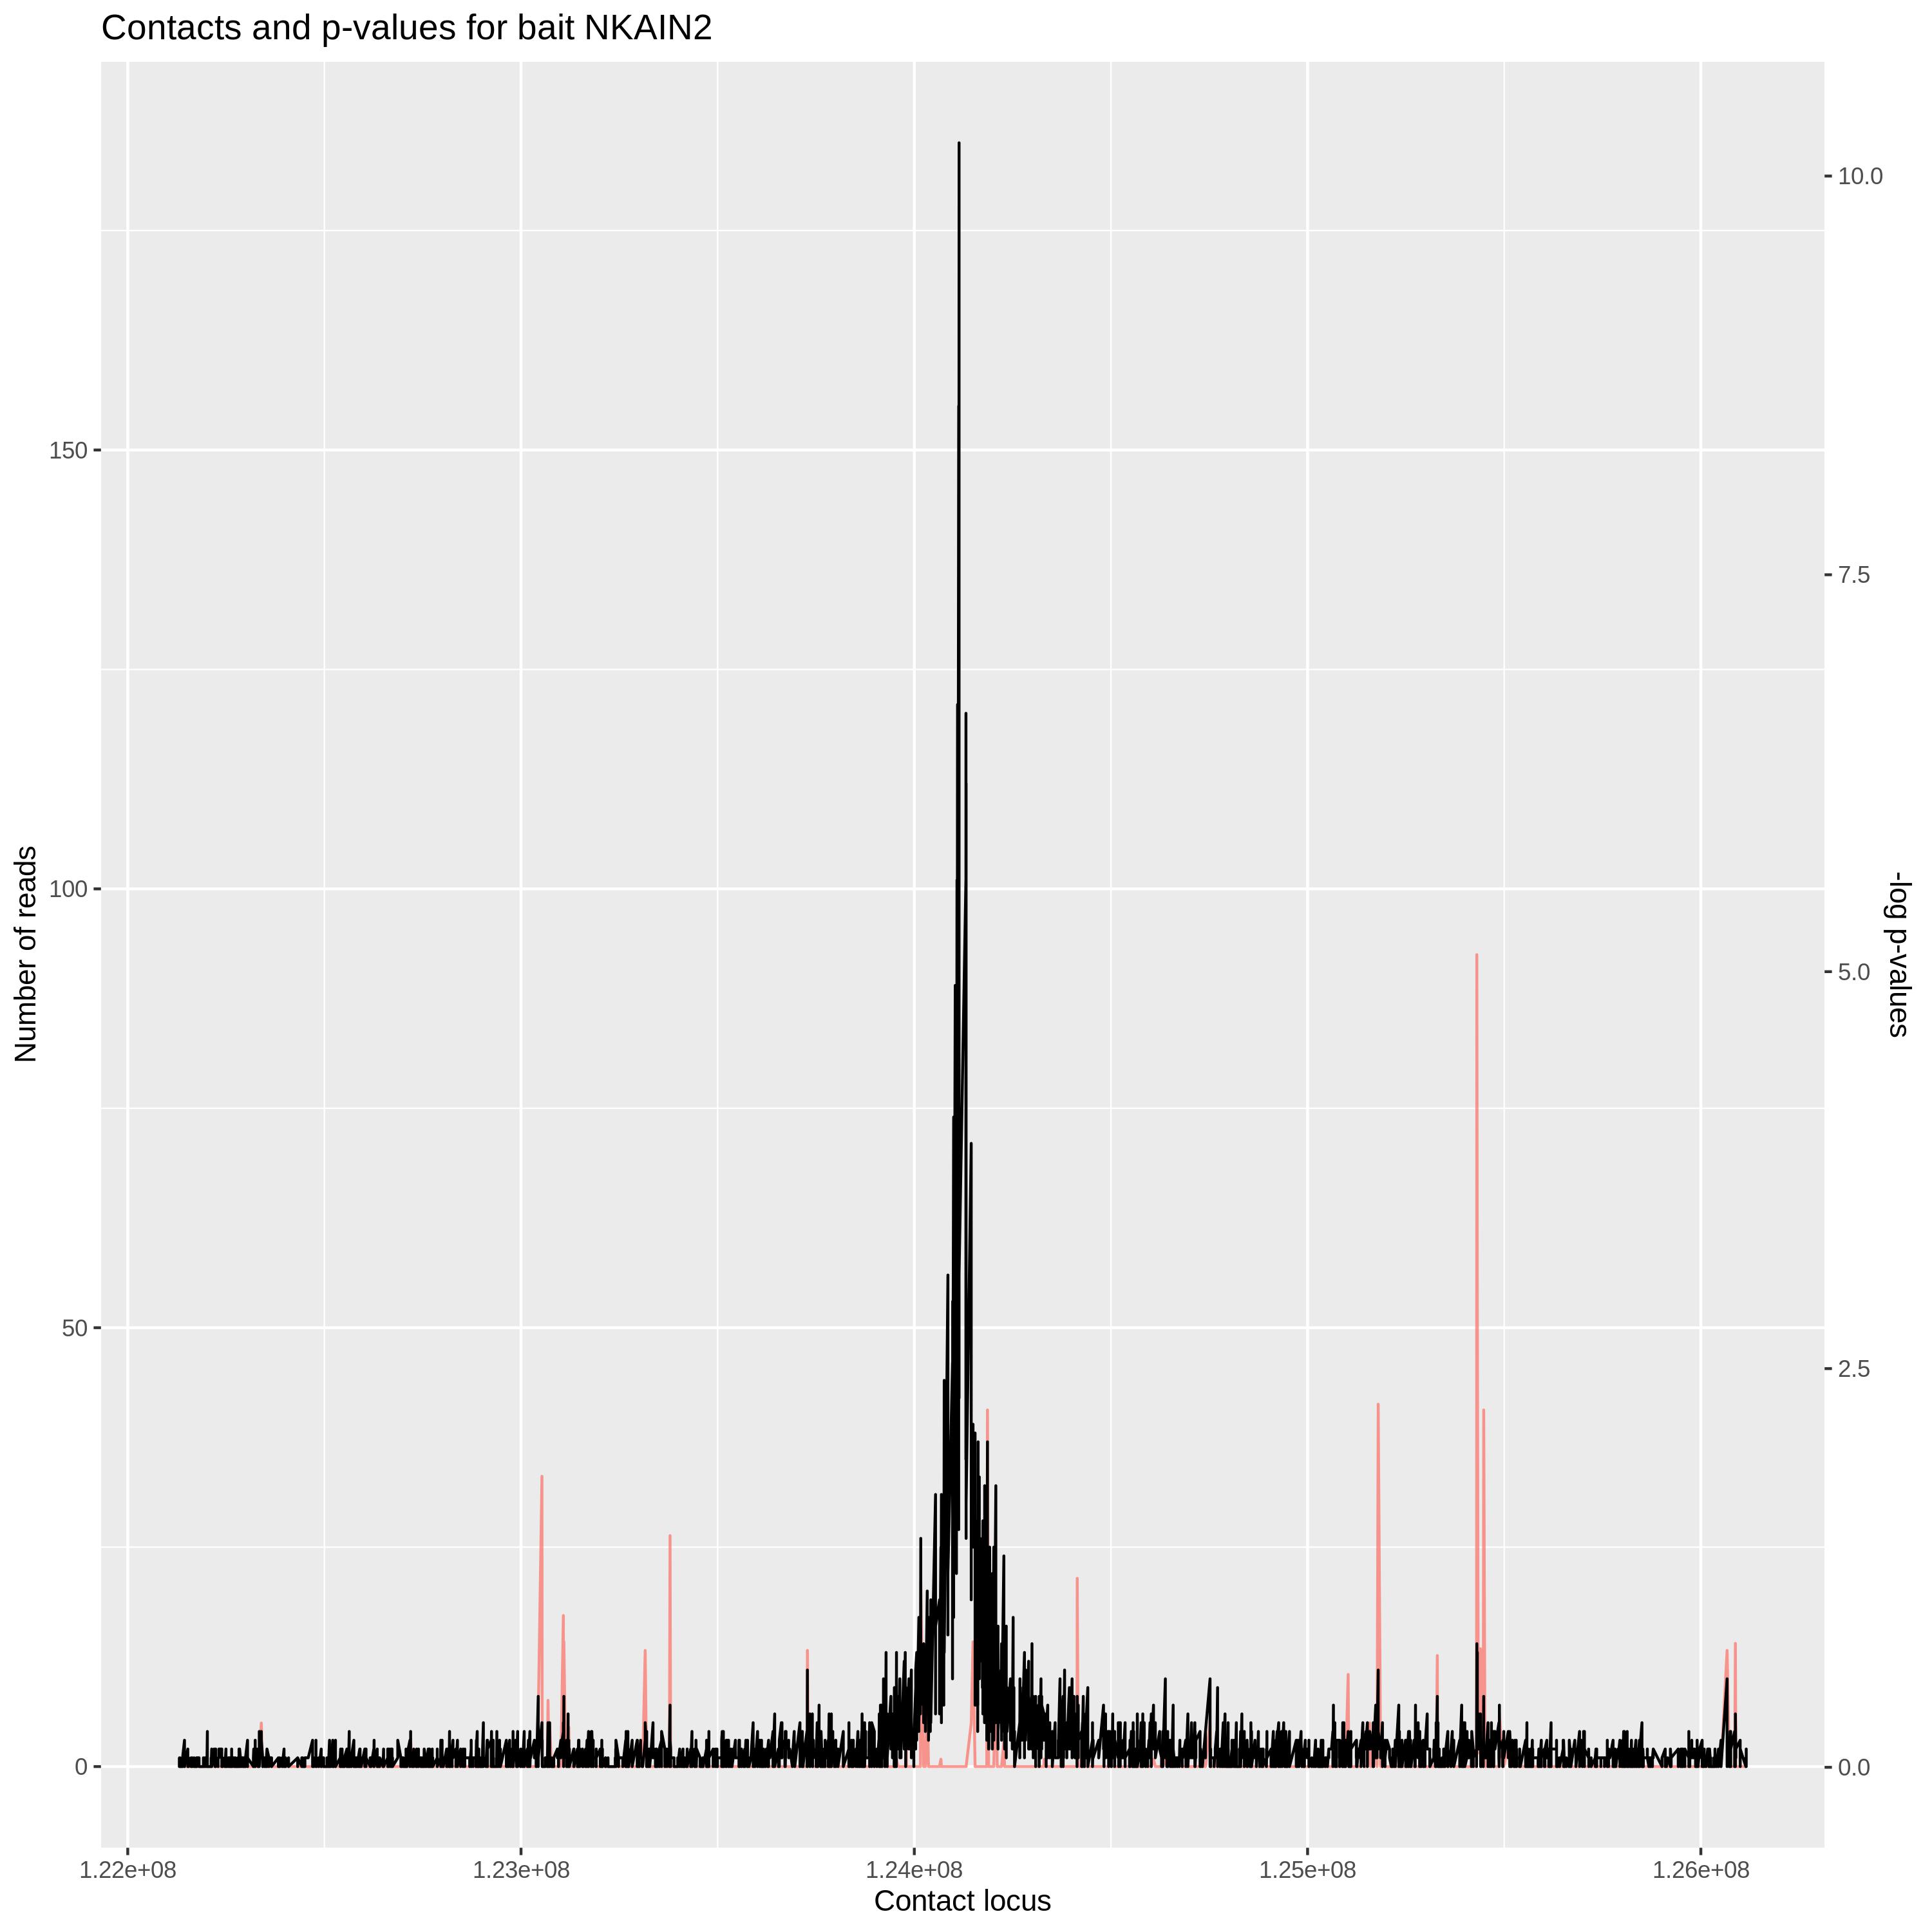 Contacts and p-values for bait NKAIN2
Number of reads
150
100
50
0
10.0
7.5
5.0
2.5
0.0
-log p-values
1.22e+08
1.23e+08
1.24e+08
1.25e+08
1.26e+08
Contact locus